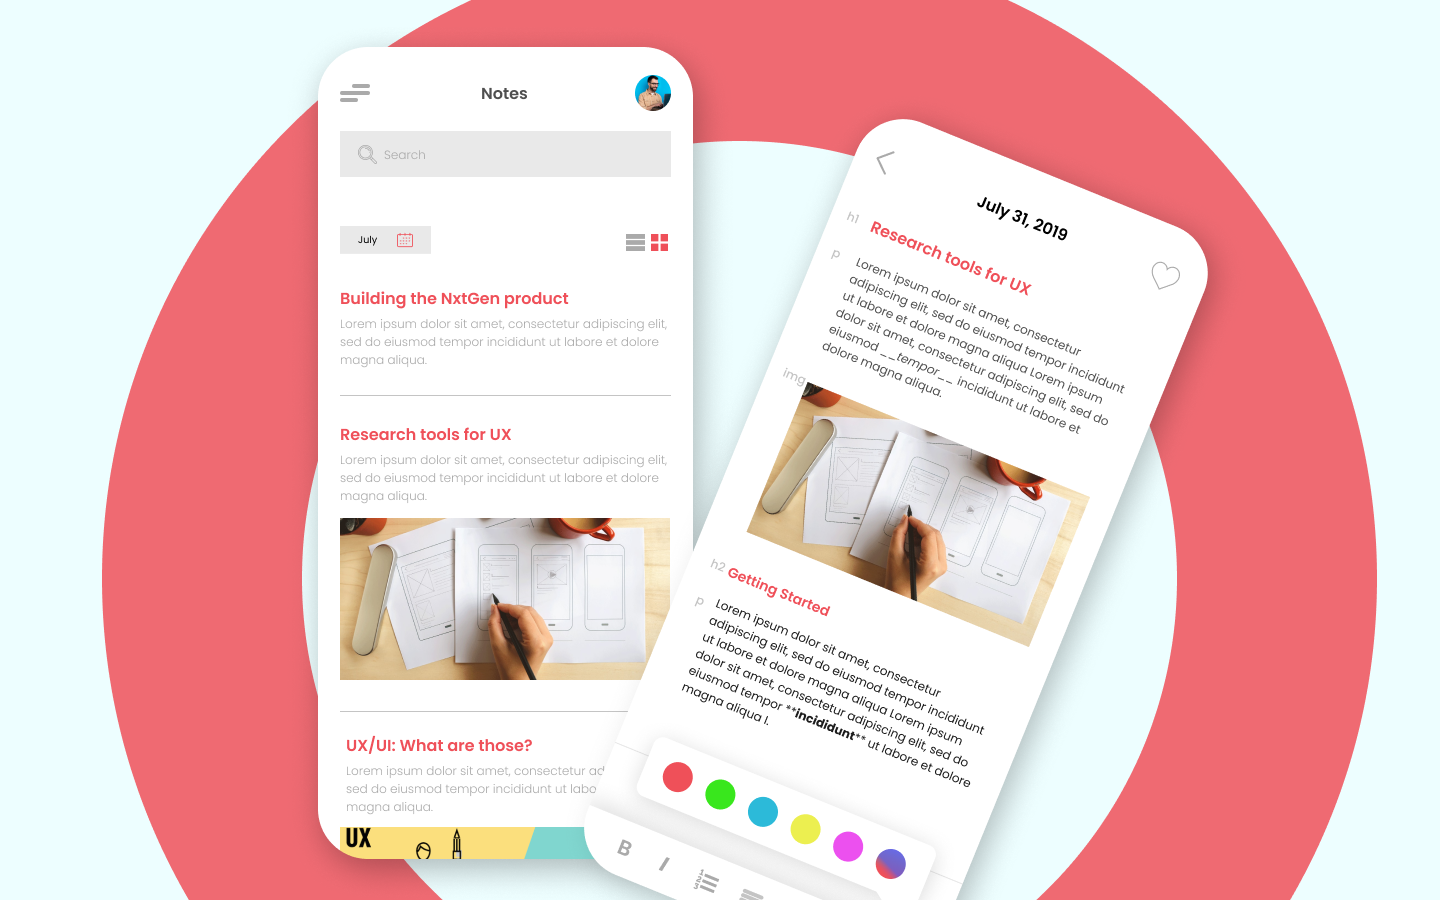 Notes
Search
July
Building the NxtGen product
Lorem ipsum dolor sit amet, consectetur adipiscing elit,
sed do eiusmod tempor incididunt ut labore et dolore
magna aliqua.
Research tools for UX
Lorem ipsum dolor sit amet, consectetur adipiscing elit,
sed do eiusmod tempor incididunt ut labore et dolore
magna aliqua.
UX/UI: What are those?
Lorem ipsum dolor sit amet, consectetur ad
sed do eiusmod tempor incididunt ut labo
magna aliqua.
UX
July 31, 2019
h1 Research tools for UX
p Lorem ipsum dolor sit amet, consectetur
adipiscing elit, sed do eiusmod tempor incididunt
ut labore et dolore magna aliqua Lorem ipsum
dolor sit amet, consectetur adipiscing elit, sed do
eiusmod __tempor__ incididunt ut labore et
dolore magna aliqua.
img
h2 Getting Started
p Lorem ipsum dolor sit amet, consectetur
adipiscing elit, sed do eiusmod tempor incididunt
ut labore et dolore magna aliqua Lorem ipsum
dolor sit amet, consectetur adipiscing elit, sed do
eiusmod tempor **incididunt** ut labore et dolore
magna aliqua l.
B I